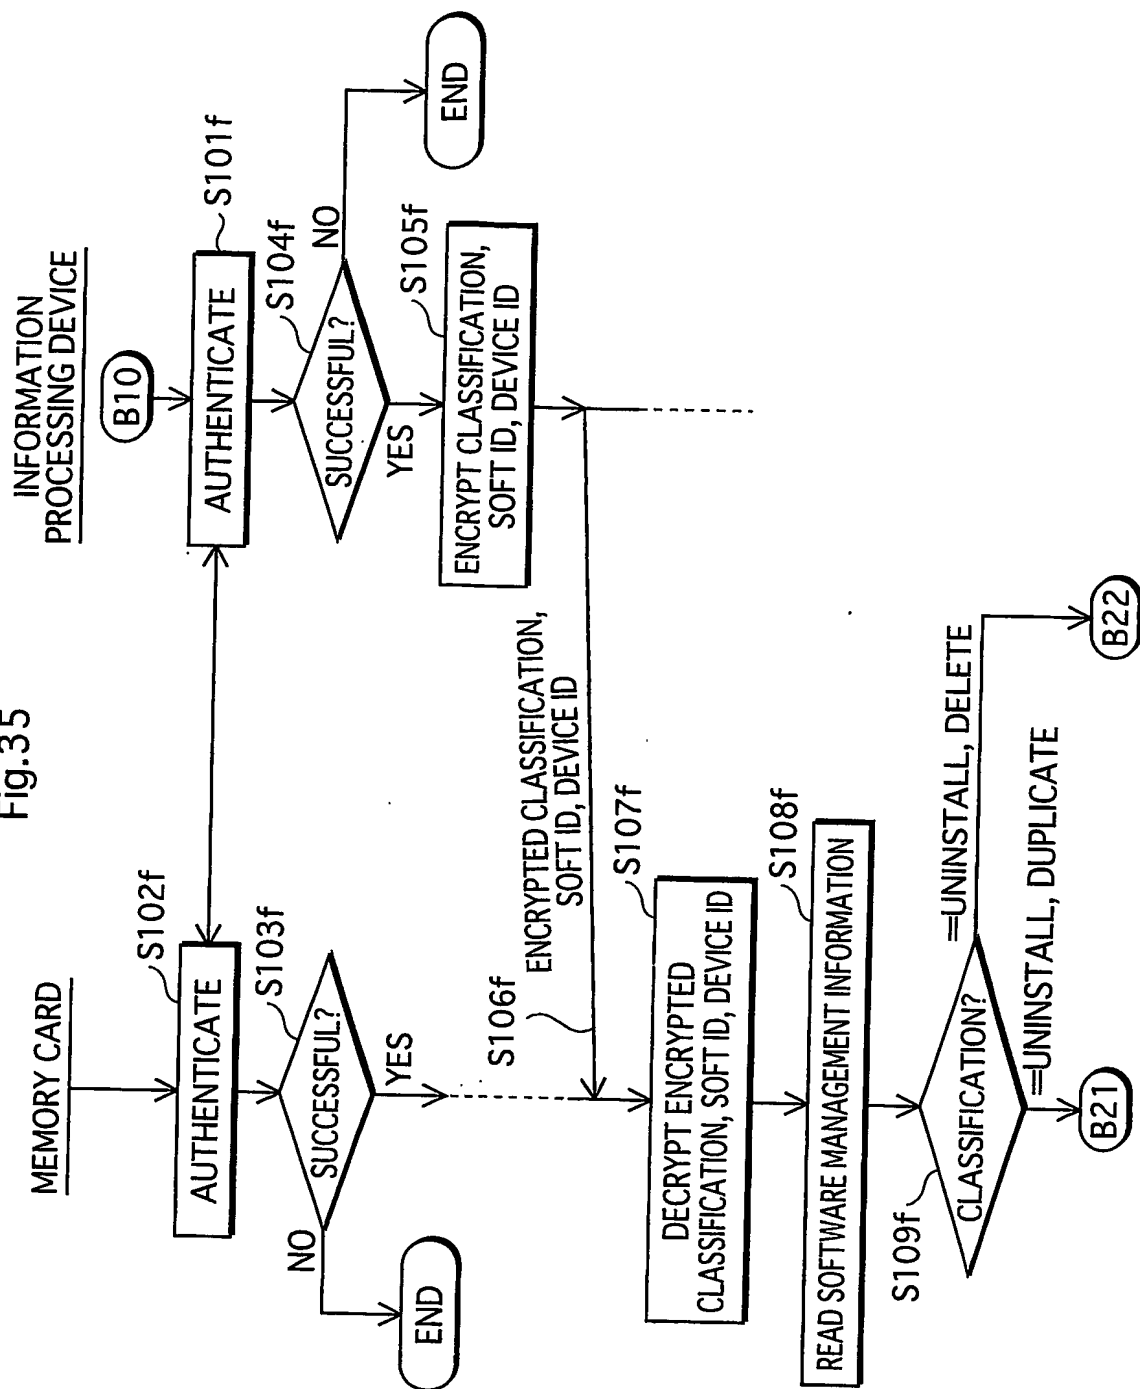 Fig.35
MEMORY CARD
AUTHENTICATE
S102f
SUCCESSFUL?
S103f
NO
YES
END
INFORMATION
PROCESSING DEVICE
B10
AUTHENTICATE
S101f
SUCCESSFUL?
S104f
NO
YES
END
ENCRYPT CLASSIFICATION,
SOFT ID, DEVICE ID
S105f
S106f
ENCRYPTED CLASSIFICATION,
SOFT ID, DEVICE ID
DECRYPT ENCRYPTED
CLASSIFICATION, SOFT ID, DEVICE ID
S107f
READ SOFTWARE MANAGEMENT INFORMATION
S108f
S109f
CLASSIFICATION?
=UNINSTALL, DELETE
=UNINSTALL, DUPLICATE
B21
B22